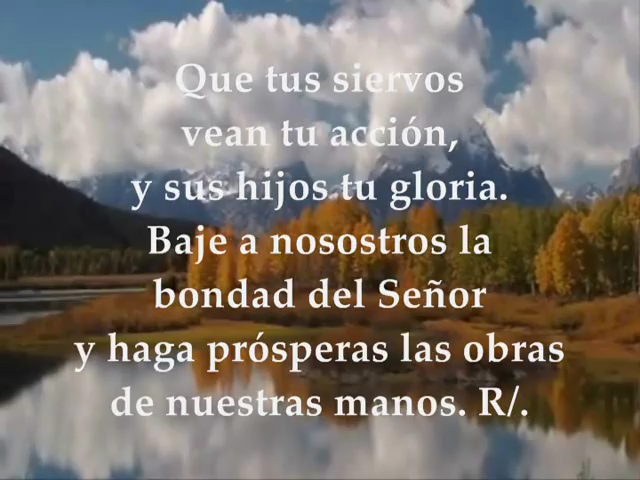 Que tus siervos
vean tu acción,
y sus hijos tu gloria.
Baje a nosostros la
bondad del Señor
y haga prósperas las obras
de nuestras manos. R/.